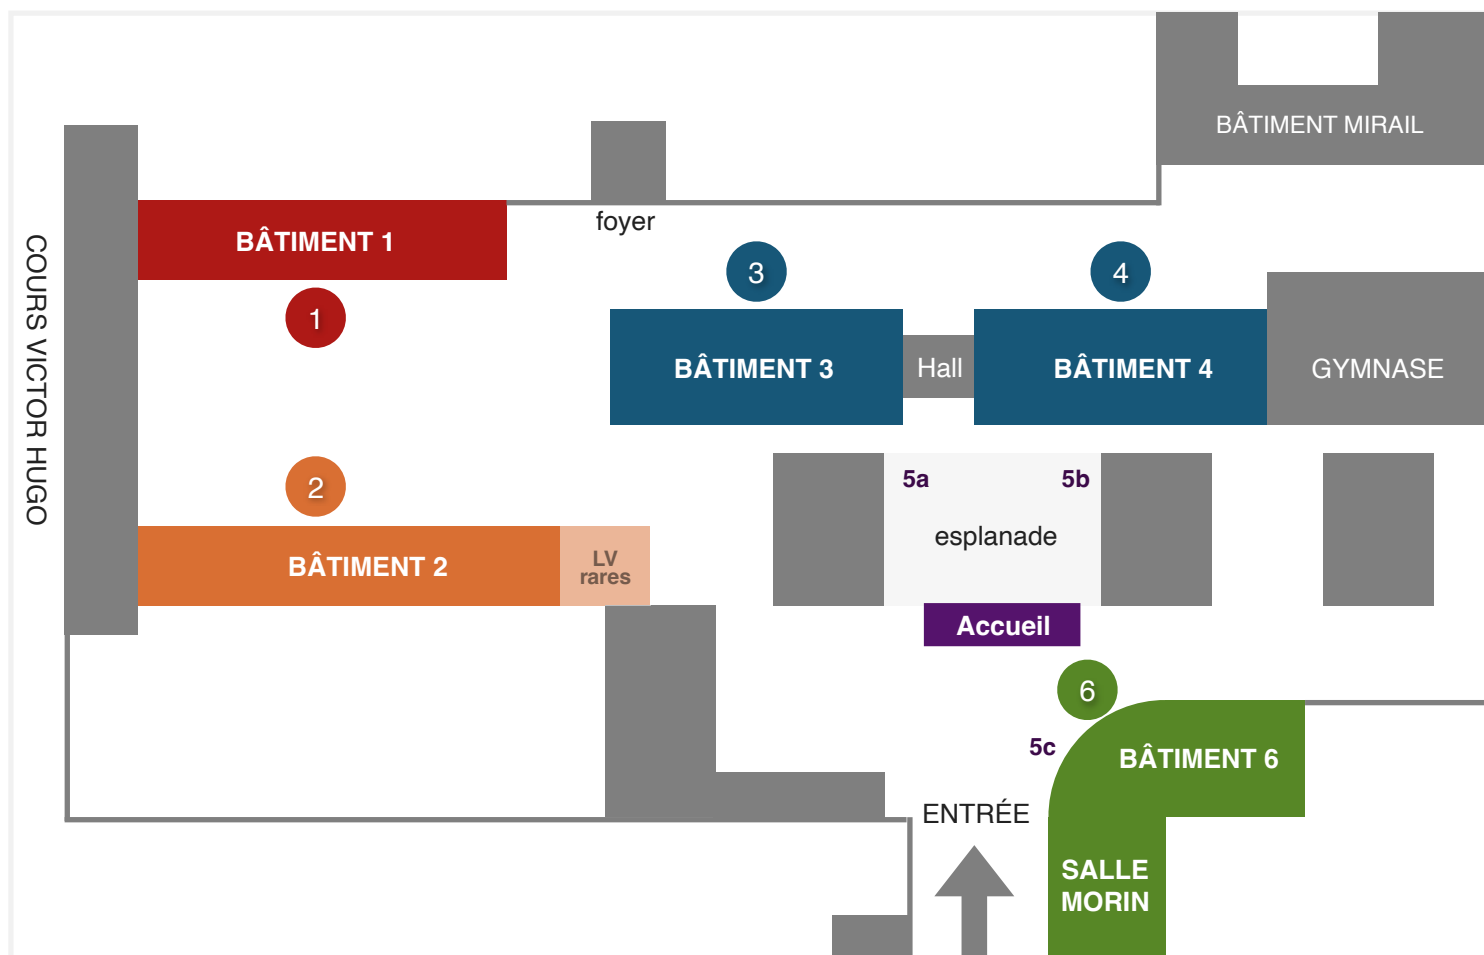 BÂTIMENT MIRAIL
foyer
BÂTIMENT 1
1
COURS VICTOR HUGO
3
4
BÂTIMENT 3
Hall
BÂTIMENT 4
GYMNASE
2
5a
5b
esplanade
BÂTIMENT 2
LV
rares
Accueil
6
5c
BÂTIMENT 6
ENTRÉE
SALLE
MORIN